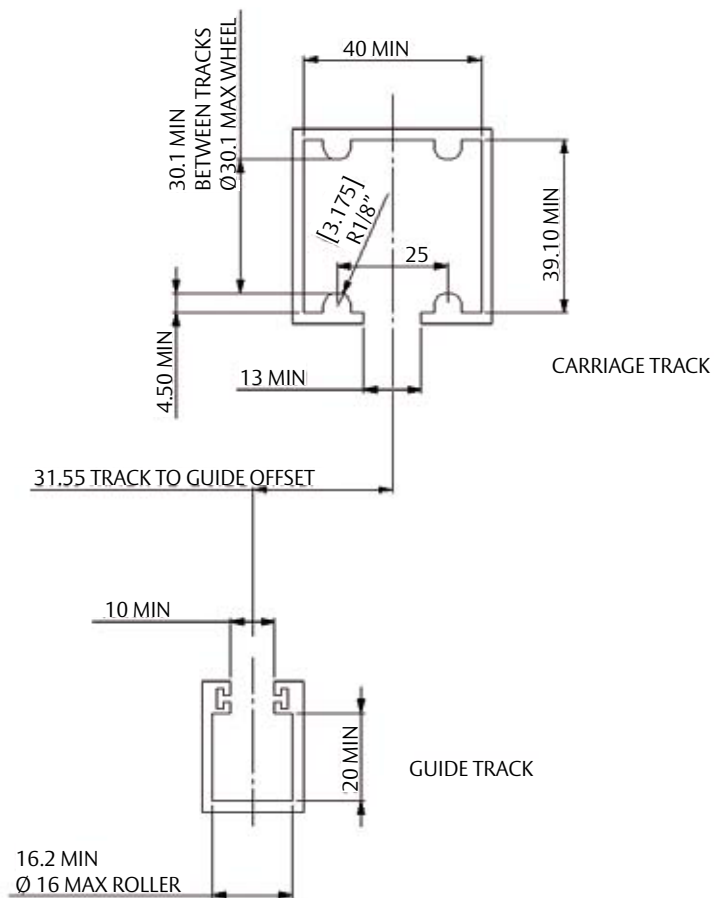 40 MIN
30.1 MIN
BETWEEN TRACKS
Ø30.1 MAX WHEEL
[3.175]
R1/8”
25
39.10 MIN
4.50 MIN
13 MIN
CARRIAGE TRACK
31.55 TRACK TO GUIDE OFFSET
10 MIN
20 MIN
GUIDE TRACK
16.2 MIN
Ø 16 MAX ROLLER